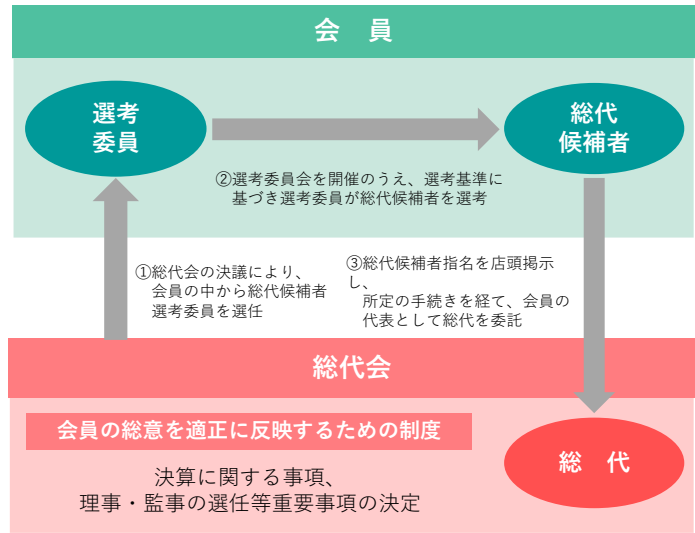 会 員
選考
委員
総代
候補者
②選考委員会を開催のうえ、選考基準に
基づき選考委員が総代候補者を選考
①総代会の決議により、
会員の中から総代候補者
選考委員を選任
③総代候補者指名を店頭掲示
し、
所定の手続きを経て、会員の
代表として総代を委託
総代会
会員の総意を適正に反映するための制度
決算に関する事項、
理事・監事の選任等重要事項の決定
総 代